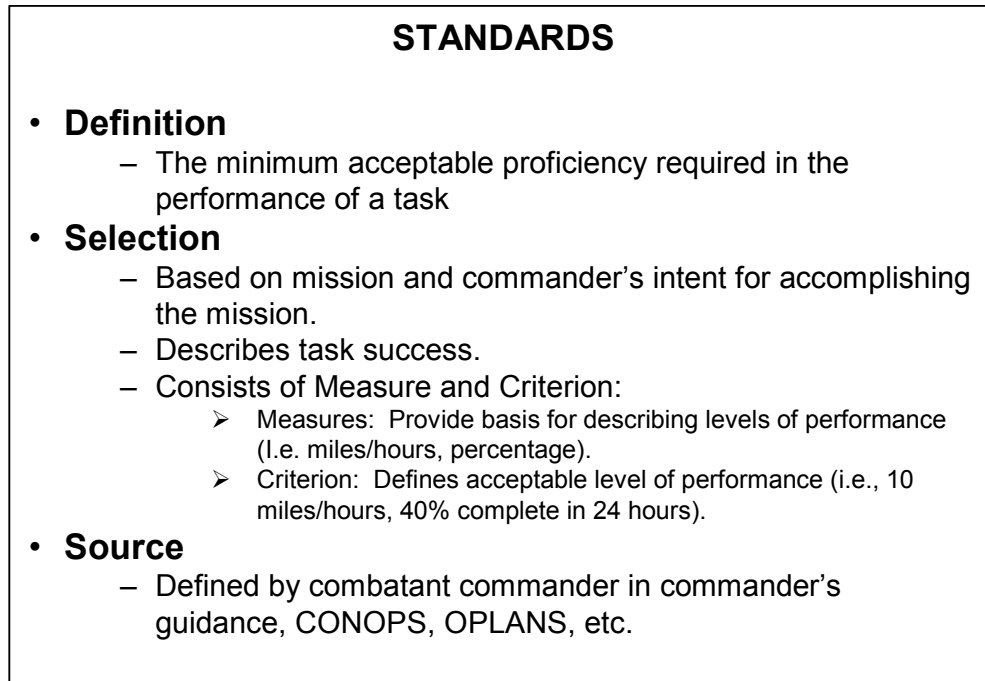 STANDARDS
• Definition
– The minimum acceptable proficiency required in the
performance of a task
• Selection
– Based on mission and commander’s intent for accomplishing
the mission.
– Describes task success.
– Consists of Measure and Criterion:
➢ Measures: Provide basis for describing levels of performance
(I.e. miles/hours, percentage).
➢ Criterion: Defines acceptable level of performance (i.e., 10
miles/hours, 40% complete in 24 hours).
• Source
– Defined by combatant commander in commander’s
guidance, CONOPS, OPLANS, etc.